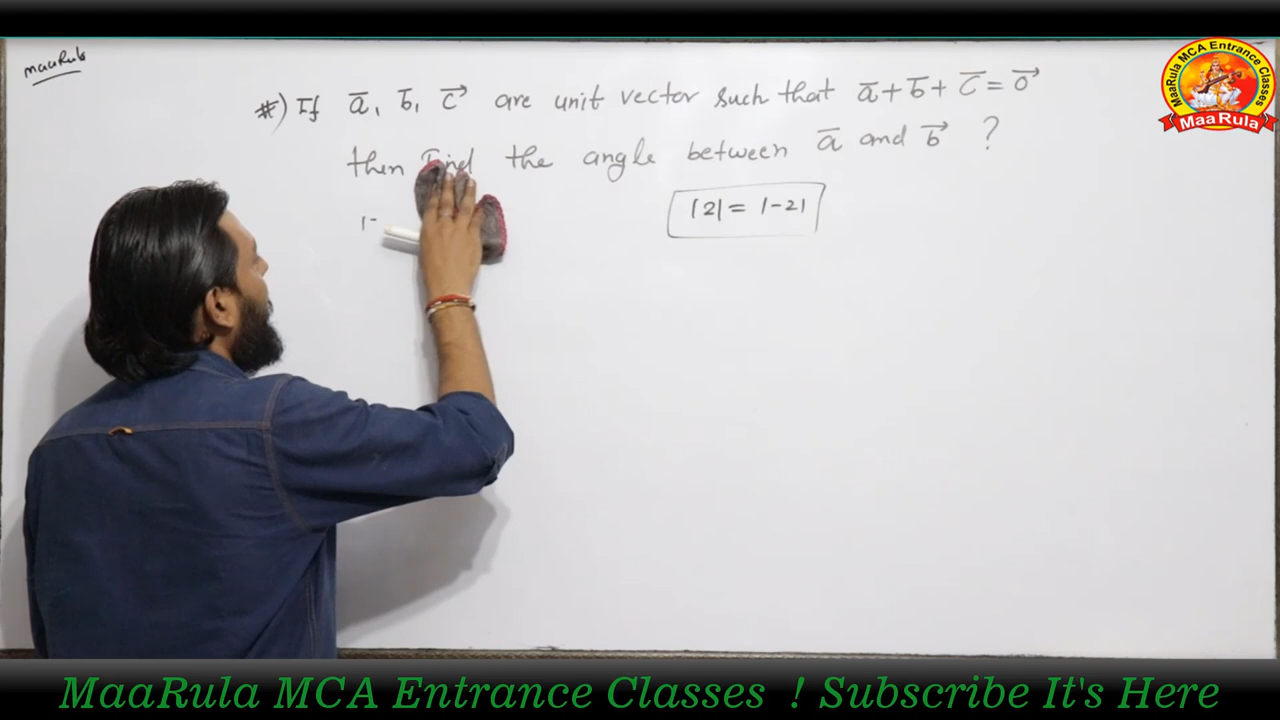 maaRula
#) If a̅, b̅, c⃗ are unit vector such that a̅+b̅+c̅=0⃗
then Find the angle between a̅ and b⃗ ?
|2| = |-2|
MaaRula MCA Entrance Classes
MaaRula
MaaRula MCA Entrance Classes ! Subscribe It's Here